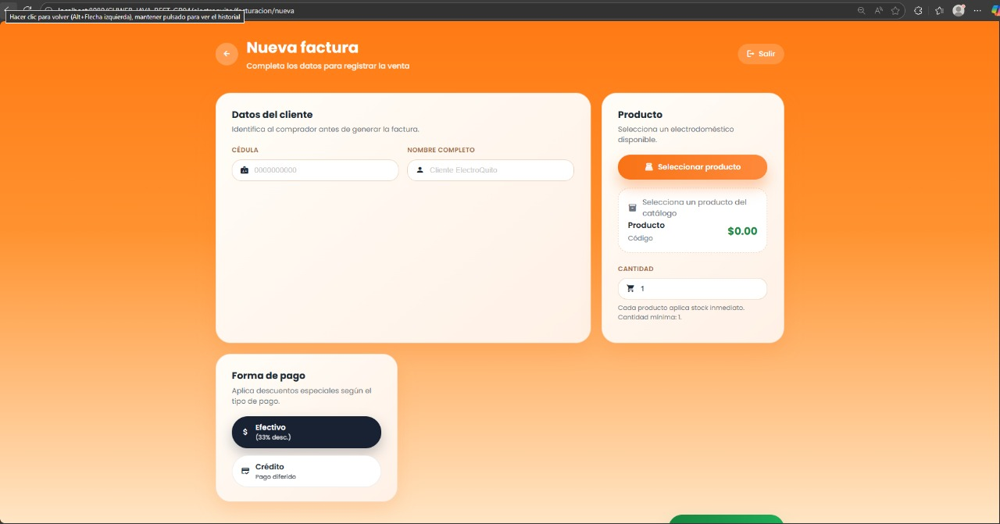 Hacer clic para volver (Alt+Flecha izquierda), mantener pulsado para ver el historial
facturacion/nueva
Nueva factura
Completa los datos para registrar la venta
Salir
Datos del cliente
Identifica al comprador antes de generar la factura.
CÉDULA
NOMBRE COMPLETO
0000000000
Cliente ElectroQuito
Producto
Selecciona un electrodoméstico
disponible.
Seleccionar producto
Selecciona un producto del
catálogo
Producto
Código
$0.00
CANTIDAD
1
Cada producto aplica stock inmediato.
Cantidad mínima: 1.
Forma de pago
Aplica descuentos especiales según el
tipo de pago.
Efectivo
(33% desc.)
Crédito
Pago diferido